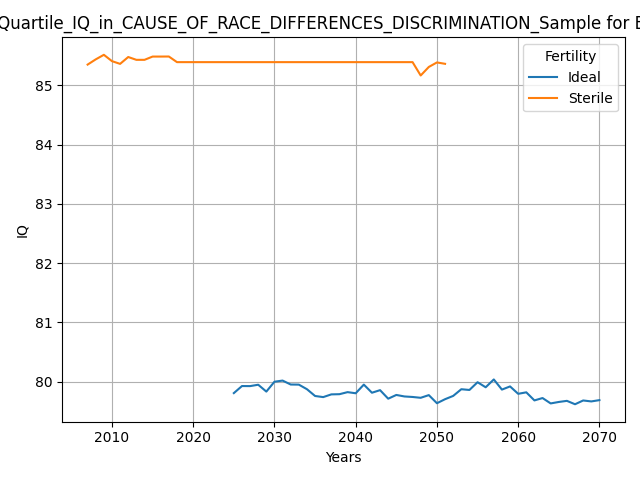 Quartile_IQ_in_CAUSE_OF_RACE_DIFFERENCES_DISCRIMINATION_Sample for
Fertility
Ideal
Sterile
85
84
83
82
81
80
IQ
2010
2020
2030
2040
2050
2060
2070
Years